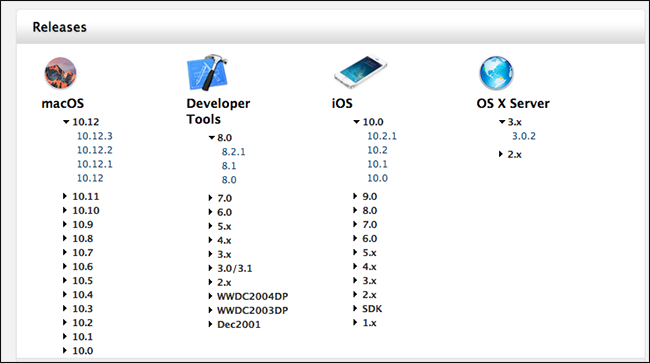 Releases
macOS
10.12
10.12.3
10.12.2
10.12.1
10.12
10.11
10.10
10.9
10.8
10.7
10.6
10.5
10.4
10.3
10.2
10.1
10.0
Developer
Tools
8.0
8.2.1
8.1
8.0
7.0
6.0
5.x
4.x
3.x
3.0/3.1
2.x
WWDC2004DP
WWDC2003DP
Dec2001
iOS
10.0
10.2.1
10.2
10.1
10.0
9.0
8.0
7.0
6.0
5.x
4.x
3.x
2.x
SDK
1.x
OS X Server
3.x
3.0.2
2.x